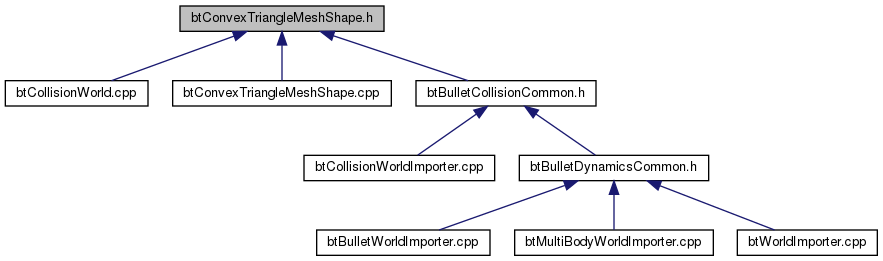 btConvexTriangleMeshShape.h
btCollisionWorld.cpp
btConvexTriangleMeshShape.cpp
btBulletCollisionCommon.h
btCollisionWorldImporter.cpp
btBulletDynamicsCommon.h
btBulletWorldImporter.cpp
btMultiBodyWorldImporter.cpp
btWorldImporter.cpp